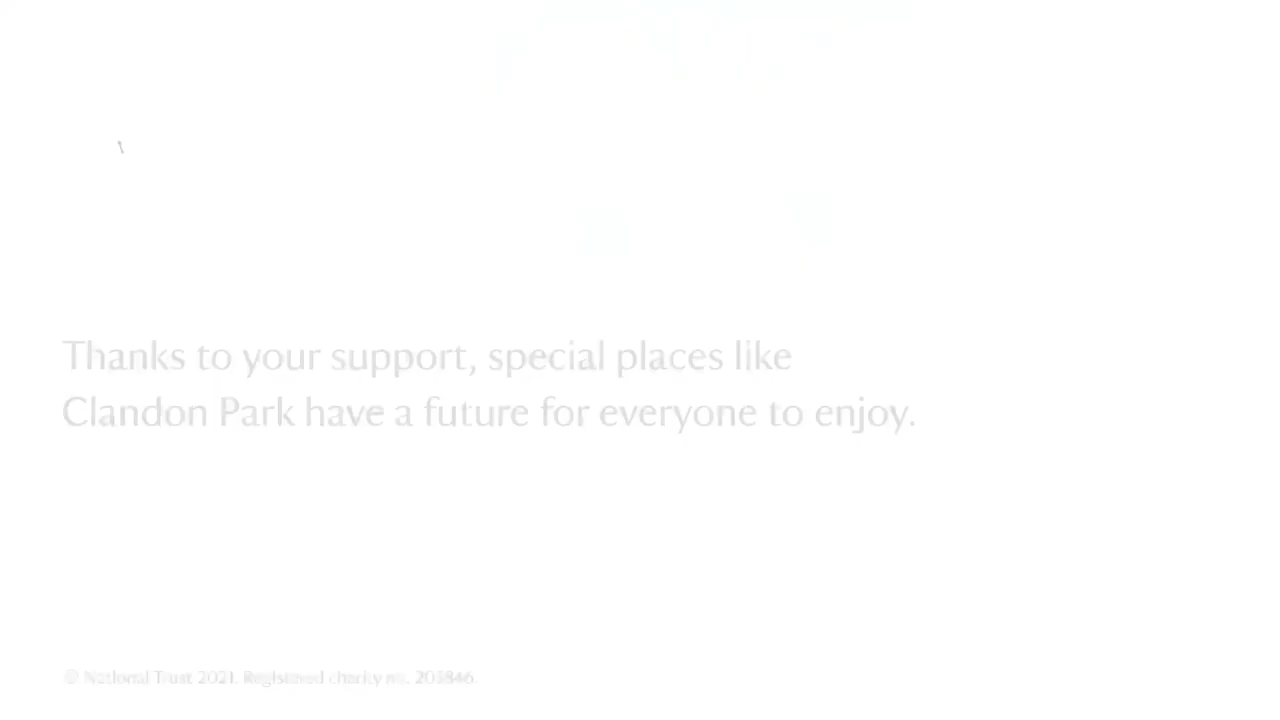 Thanks to your support, special places like
Clandon Park have a future for everyone to enjoy.
© National Trust 2021. Registered charity no. 205846.